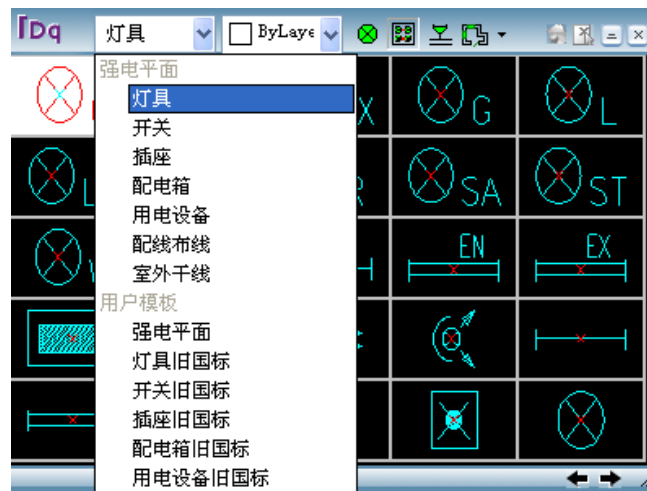 IDq 灯具 ByLaye
强电平面
灯具
开关
插座
配电箱
用电设备
配线布线
室外干线
用户模板
强电平面
灯具旧国标
开关旧国标
插座旧国标
配电箱旧国标
用电设备旧国标
X G L
L SA ST
EN EX